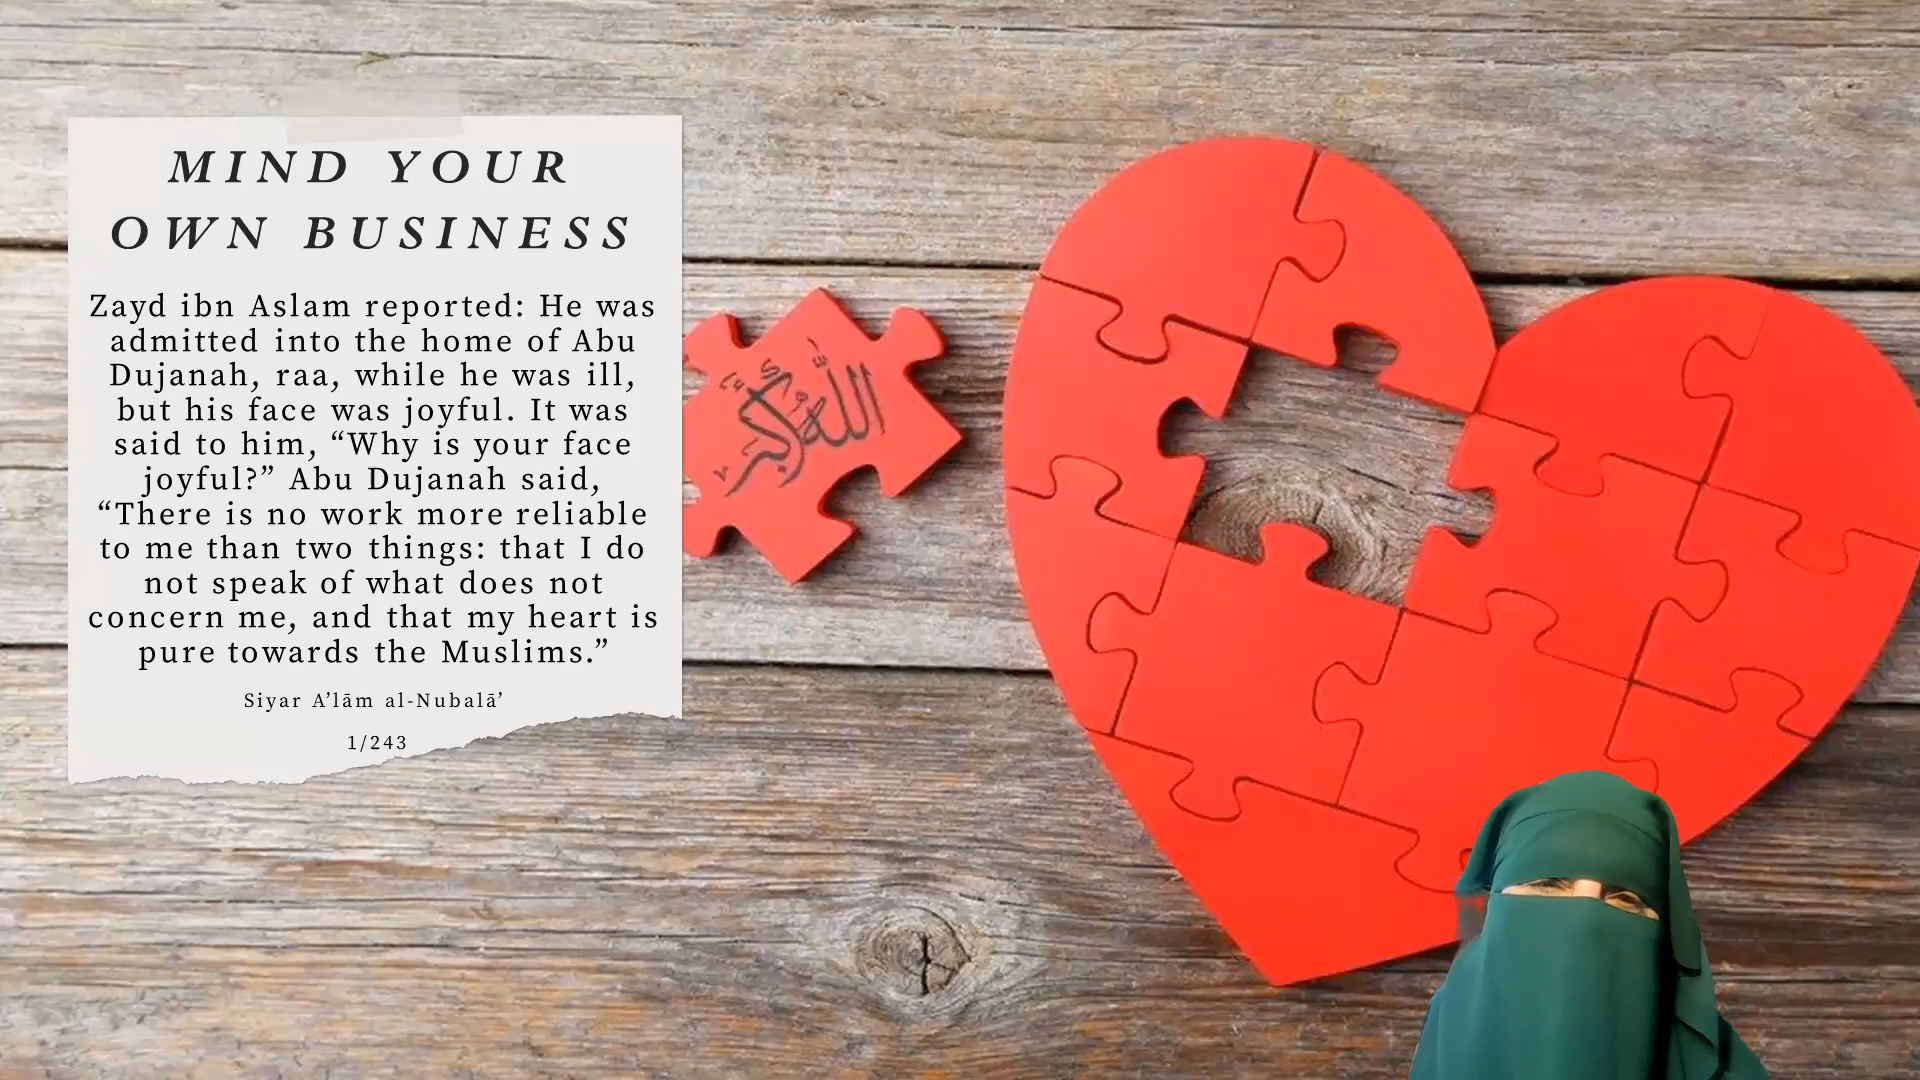 MIND YOUR
OWN BUSINESS
Zayd ibn Aslam reported: He was
admitted into the home of Abu
Dujanah, raa, while he was ill,
but his face was joyful. It was
said to him, “Why is your face
joyful?” Abu Dujanah said,
“There is no work more reliable
to me than two things: that I do
not speak of what does not
concern me, and that my heart is
pure towards the Muslims.”
Siyar A’lām al-Nubalā’
1/243
الله أكبر